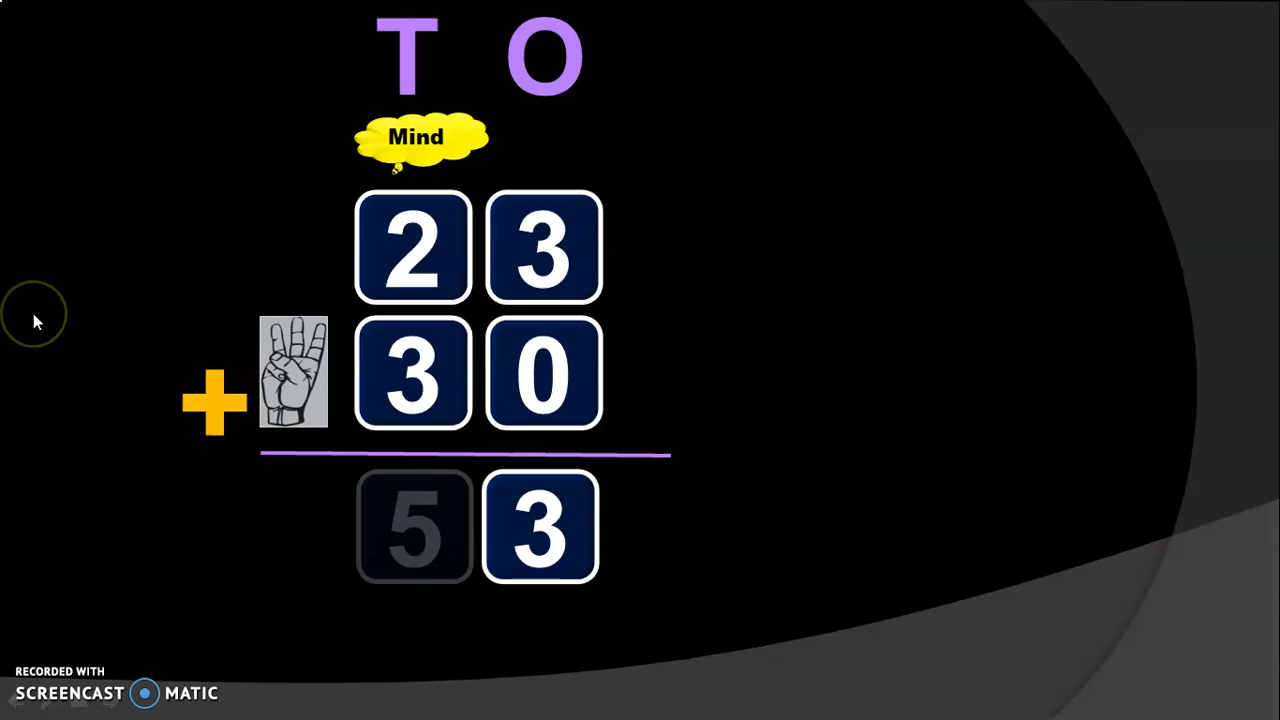 T O
Mind
2 3
+ 3 0
5 3
RECORDED WITH
SCREENCAST MATIC